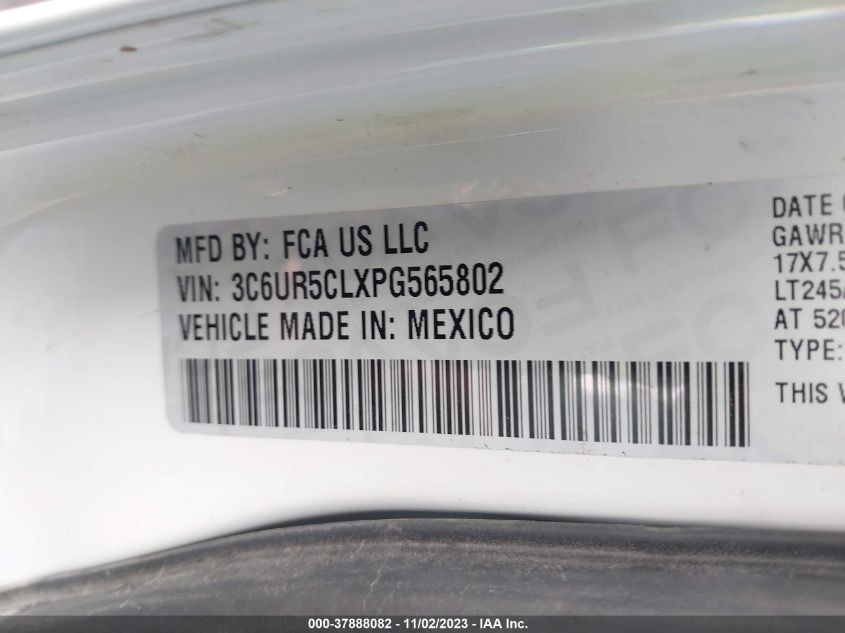 MFD BY: FCA US LLC
VIN: 3C6UR5CLXPG565802
VEHICLE MADE IN: MEXICO
DATE
GAWR
17X7.5
LT245/
AT 520
TYPE:
THIS
000-37888082 - 11/02/2023 - IAA Inc.